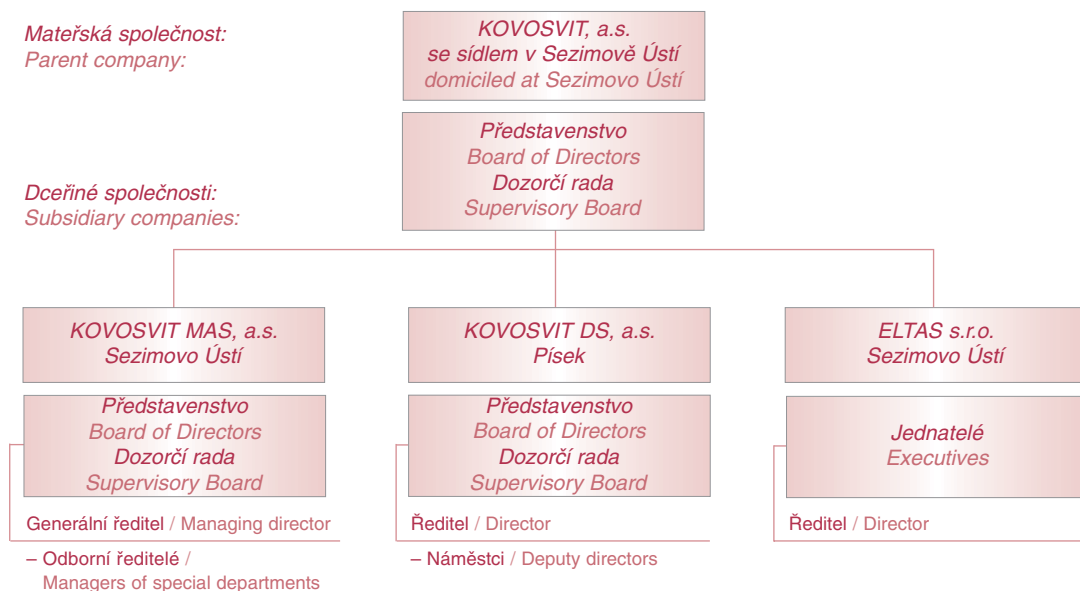 Mateřská společnost:
Parent company:
KOVOSVIT, a.s.
se sídlem v Sezimově Ústí
domiciled at Sezimovo Ústí
Představenstvo
Board of Directors
Dozorčí rada
Supervisory Board
Dceřiné společnosti:
Subsidiary companies:
KOVOSVIT MAS, a.s.
Sezimovo Ústí
Představenstvo
Board of Directors
Dozorčí rada
Supervisory Board
Generální ředitel / Managing director
– Odborní ředitelé /
Managers of special departments
KOVOSVIT DS, a.s.
Písek
Představenstvo
Board of Directors
Dozorčí rada
Supervisory Board
Ředitel / Director
– Náměstci / Deputy directors
ELTAS s.r.o.
Sezimovo Ústí
Jednatelé
Executives
Ředitel / Director